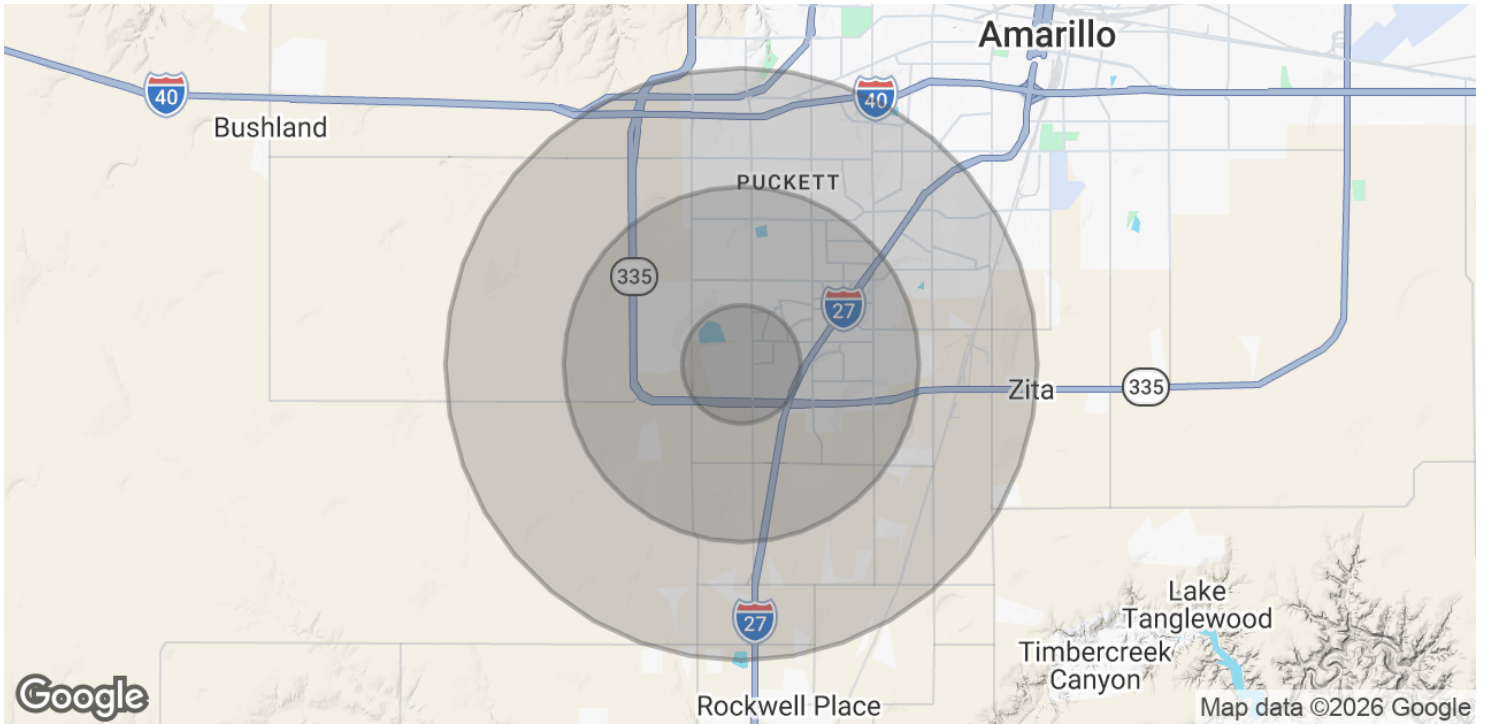 Amarillo
40
40
Bushland
PUCKETT
335
27
Zita
335
Lake
Tanglewood
27
Timbercreek
Canyon
Rockwell Place
Google
Map data ©2026 Google